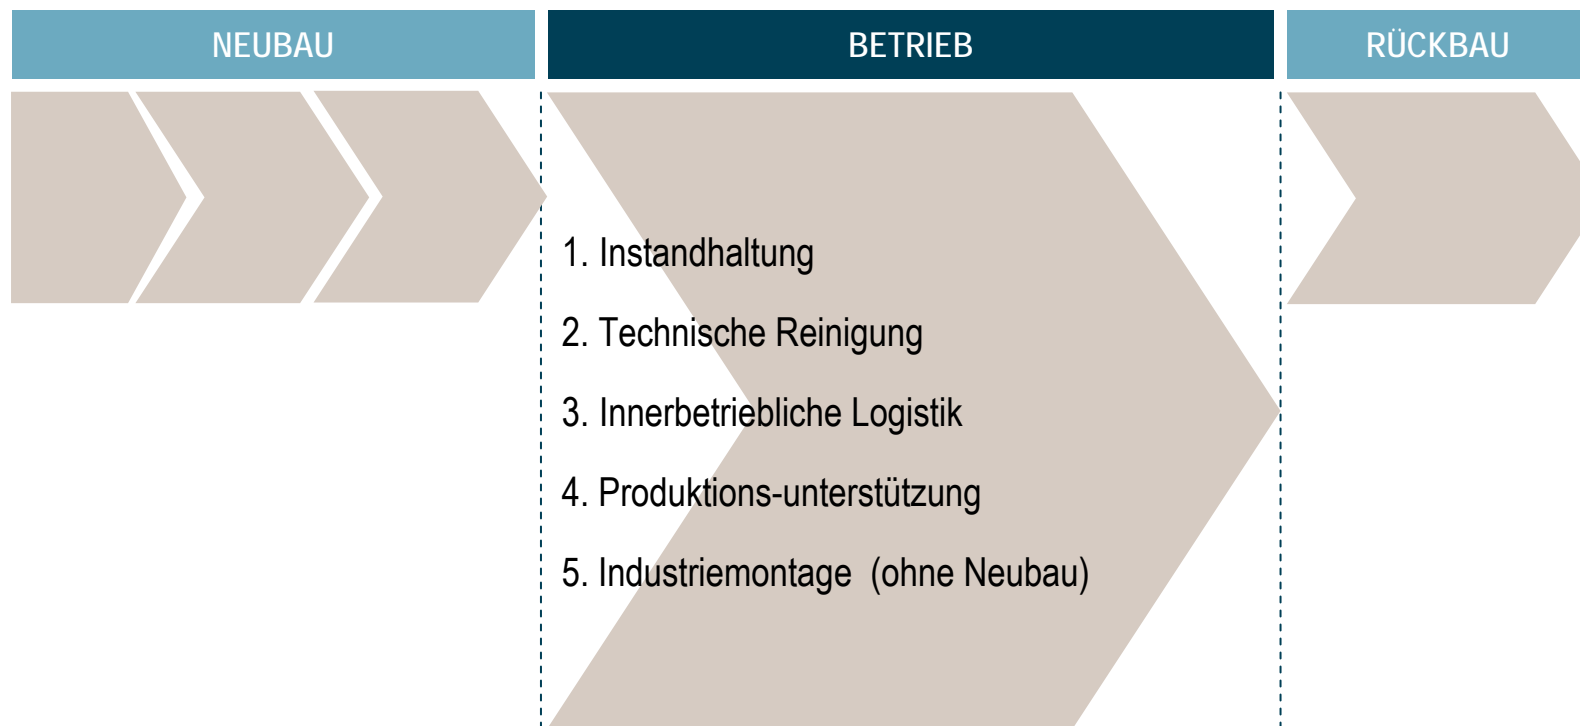 NEUBAU
BETRIEB
RÜCKBAU
1. Instandhaltung
2. Technische Reinigung
3. Innerbetriebliche Logistik
4. Produktions-unterstützung
5. Industriemontage  (ohne Neubau)